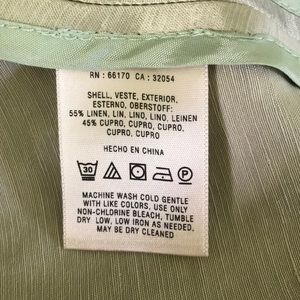 RN : 66170 CA : 32054
SHELL, VESTE, EXTERIOR,
ESTERNO, OBERSTOFF:
55% LINEN, LIN, LINO, LINO, LEINEN
45% CUPRO, CUPRO, CUPRO,
CUPRO, CUPRO
HECHO EN CHINA
30 P
MACHINE WASH COLD GENTLE
WITH LIKE COLORS, USE ONLY
NON-CHLORINE BLEACH, TUMBLE
DRY LOW, LOW IRON AS NEEDED,
MAY BE DRY CLEANED